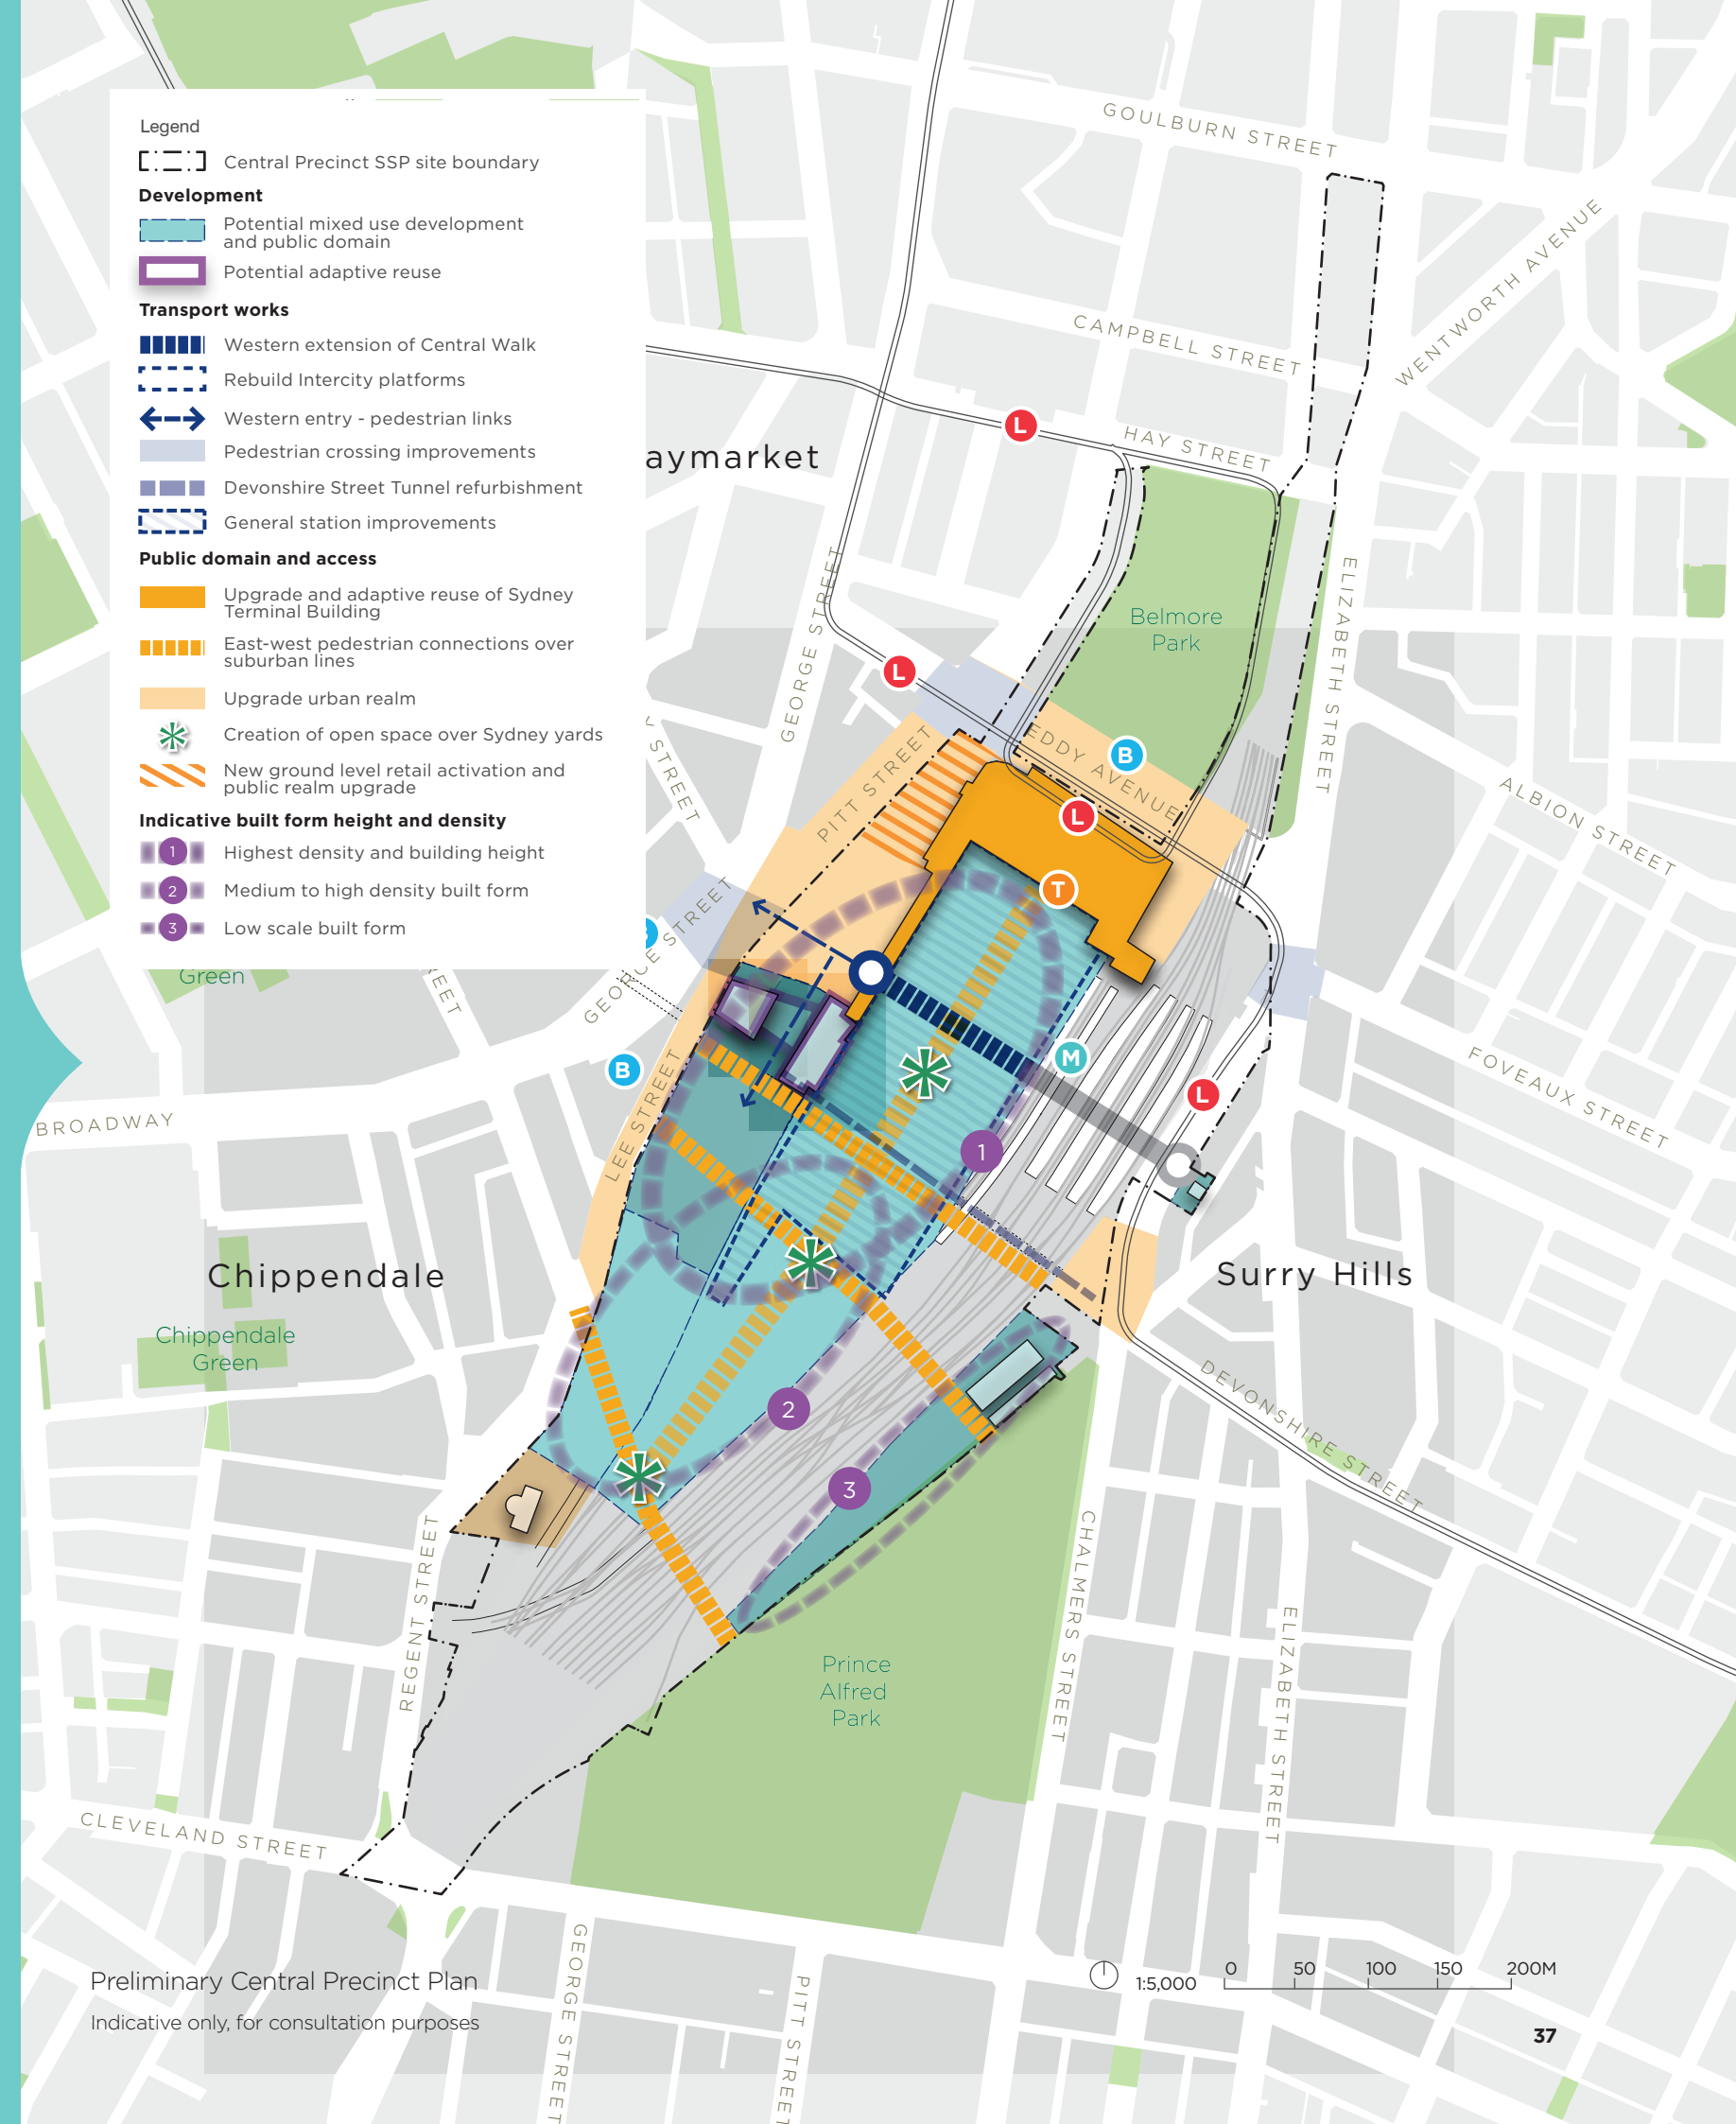 Legend
Central Precinct SSP site boundary
Development
Potential mixed use development
and public domain
Potential adaptive reuse
Transport works
Western extension of Central Walk
Rebuild Intercity platforms
Western entry - pedestrian links
Pedestrian crossing improvements
Devonshire Street Tunnel refurbishment
General station improvements
Public domain and access
Upgrade and adaptive reuse of Sydney
Terminal Building
East-west pedestrian connections over
suburban lines
Upgrade urban realm
Creation of open space over Sydney yards
New ground level retail activation and
public realm upgrade
Indicative built form height and density
1 Highest density and building height
2 Medium to high density built form
3 Low scale built form
GOULBURN STREET
WENTWORTH AVENUE
CAMPBELL STREET
L
HAY STREET
aymarket
GEORGE STREET
ELIZABETH STREET
Belmore
Park
L
EDDY AVENUE
B
PITT STREET
L
ALBION STREET
STREET
T
GEORGE STREET
Green
REET
M
B
L
FOVEAUX STREET
BROADWAY
LEE STREET
1
Chippendale
Surry Hills
Chippendale
Green
DEVONSHIRE STREET
2
3
REGENT STREET
CHALMERS STREET
ELIZABETH STREET
Prince
Alfred
Park
CLEVELAND STREET
GEORGE STREET
PITT STREET
Preliminary Central Precinct Plan
Indicative only, for consultation purposes
1:5,000
0 50 100 150 200M
37